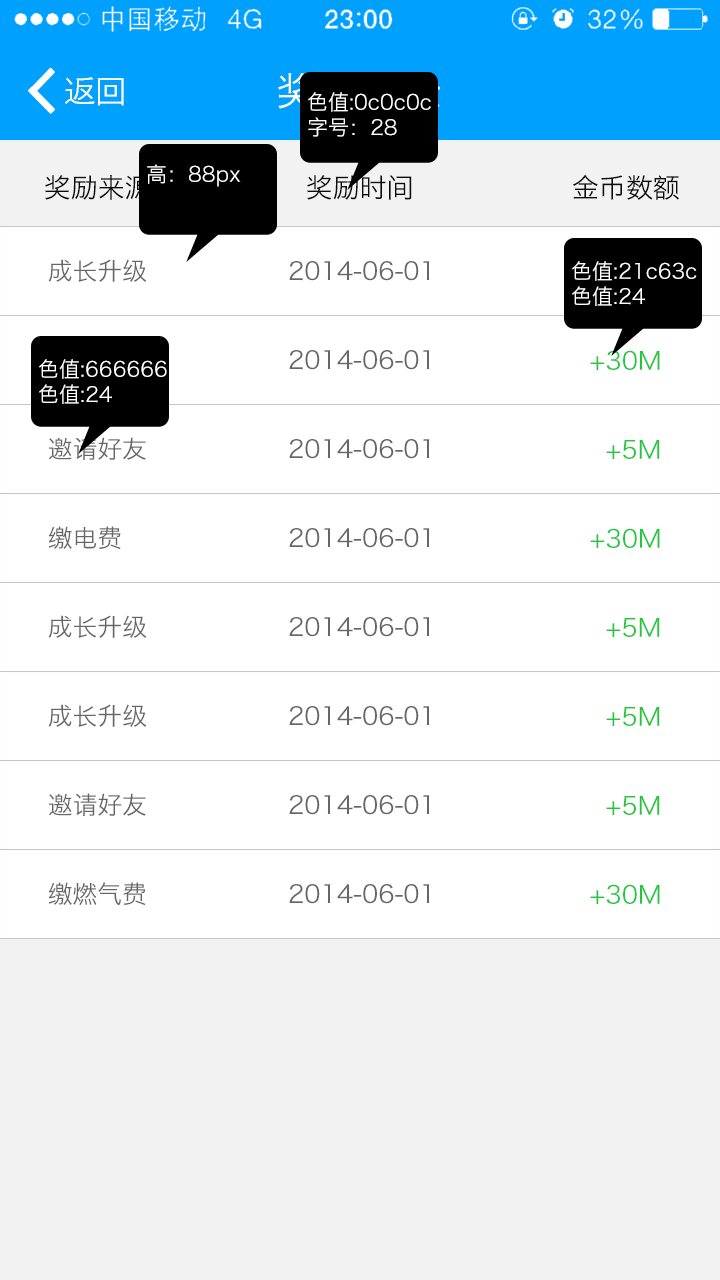 中国移动 4G 23:00 32%
返回 奖
色值:0c0c0c
字号：28
高：88px
奖励来源 奖励时间 金币数额
成长升级 2014-06-01
色值:21c63c
色值:24
色值:666666
色值:24
2014-06-01 +30M
邀请好友 2014-06-01 +5M
缴电费 2014-06-01 +30M
成长升级 2014-06-01 +5M
成长升级 2014-06-01 +5M
邀请好友 2014-06-01 +5M
缴燃气费 2014-06-01 +30M